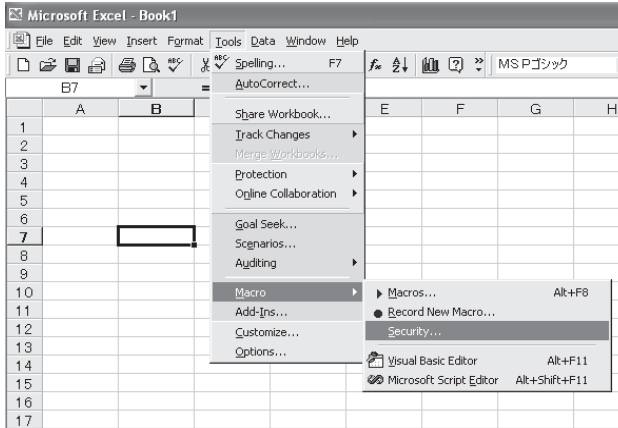 Microsoft Excel - Book1
File Edit View Insert Format Tools Data Window Help
MS Pゴシック
B7 =
A B E F G H
Spelling... F7
AutoCorrect...
Share Workbook...
Track Changes
Merge Workbooks...
Protection
Online Collaboration
Goal Seek...
Scenarios...
Auditing
Macro
Add-Ins...
Customize...
Options...
Macros... Alt+F8
Record New Macro...
Security...
Visual Basic Editor Alt+F11
Microsoft Script Editor Alt+Shift+F11
1
2
3
4
5
6
7
8
9
10
11
12
13
14
15
16
17